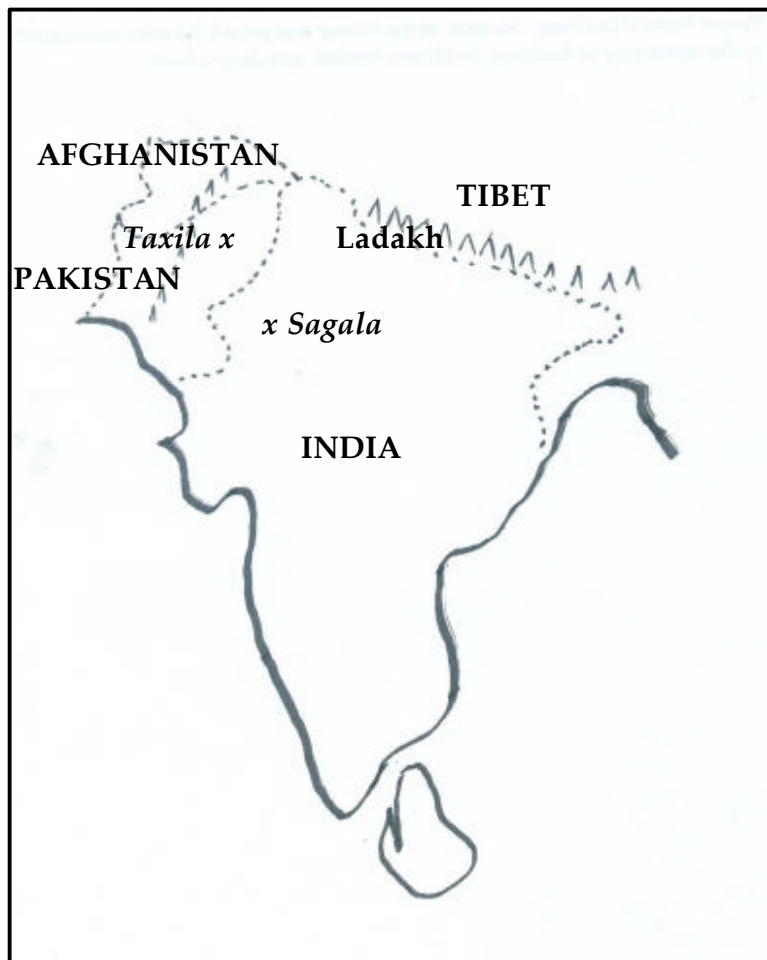 AFGHANISTAN
TIBET
Taxila x
Ladakh
PAKISTAN
x Sagala
INDIA